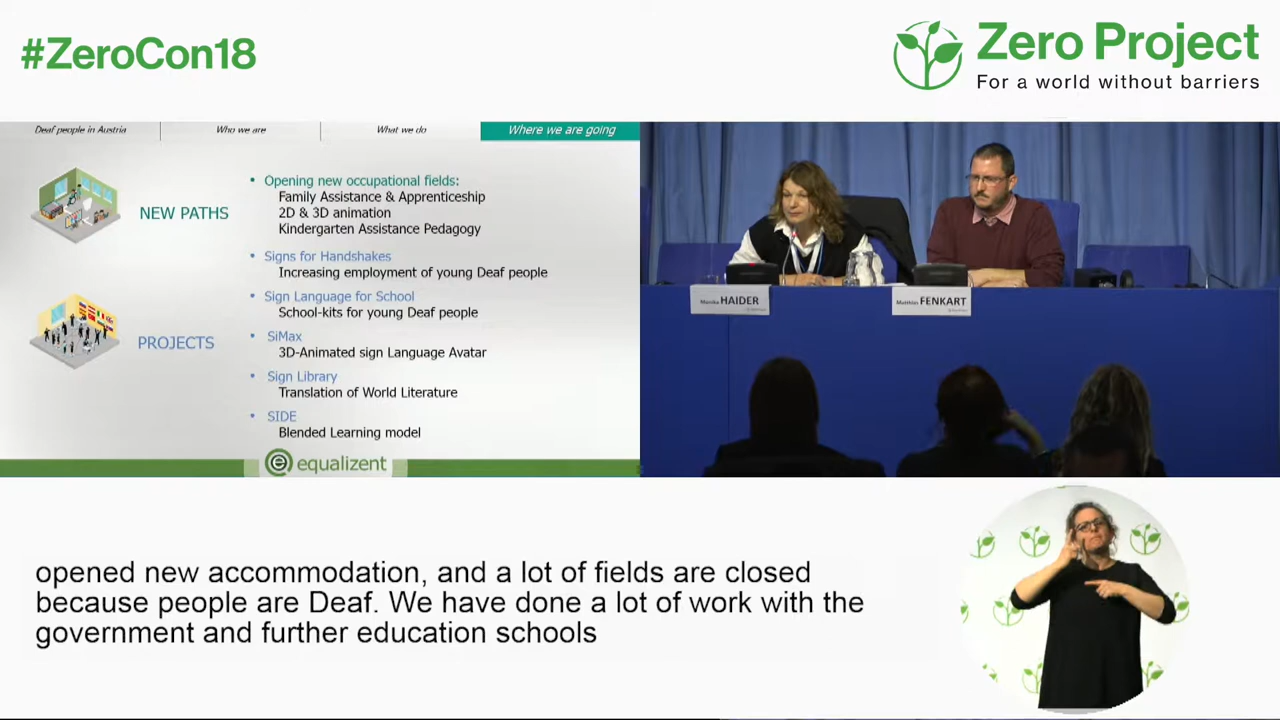 #ZeroCon18
Zero Project
For a world without barriers
Deaf people in Austria
Who we are
What we do
Where we are going
NEW PATHS
• Opening new occupational fields:
Family Assistance & Apprenticeship
2D & 3D animation
Kindergarten Assistance Pedagogy
• Signs for Handshakes
Increasing employment of young Deaf people
PROJECTS
• Sign Language for School
School-kits for young Deaf people
• SiMax
3D-Animated sign Language Avatar
• Sign Library
Translation of World Literature
• SIDE
Blended Learning model
equalizent
Monika HAIDER
Matthias FENKART
opened new accommodation, and a lot of fields are closed
because people are Deaf. We have done a lot of work with the
government and further education schools